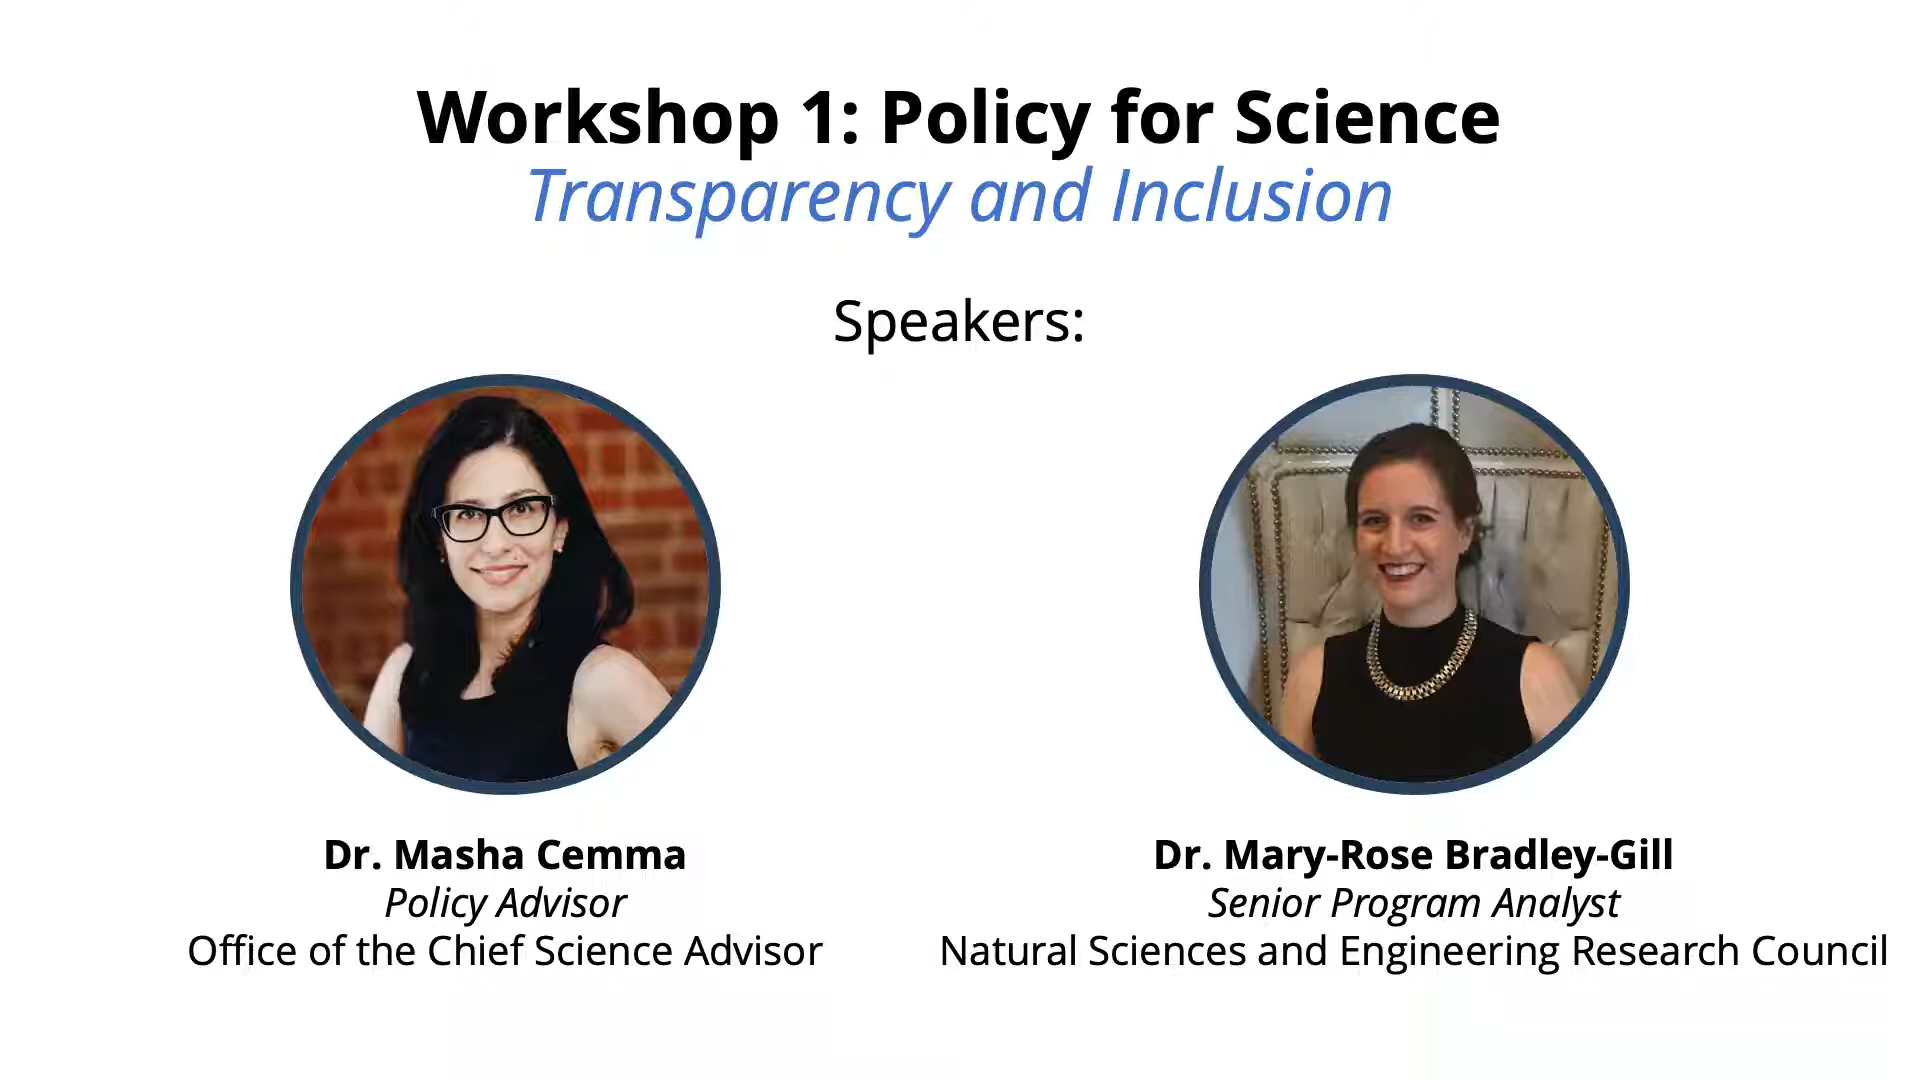 Workshop 1: Policy for Science
Transparency and Inclusion
Speakers:
Dr. Masha Cemma
Policy Advisor
Office of the Chief Science Advisor
Dr. Mary-Rose Bradley-Gill
Senior Program Analyst
Natural Sciences and Engineering Research Council